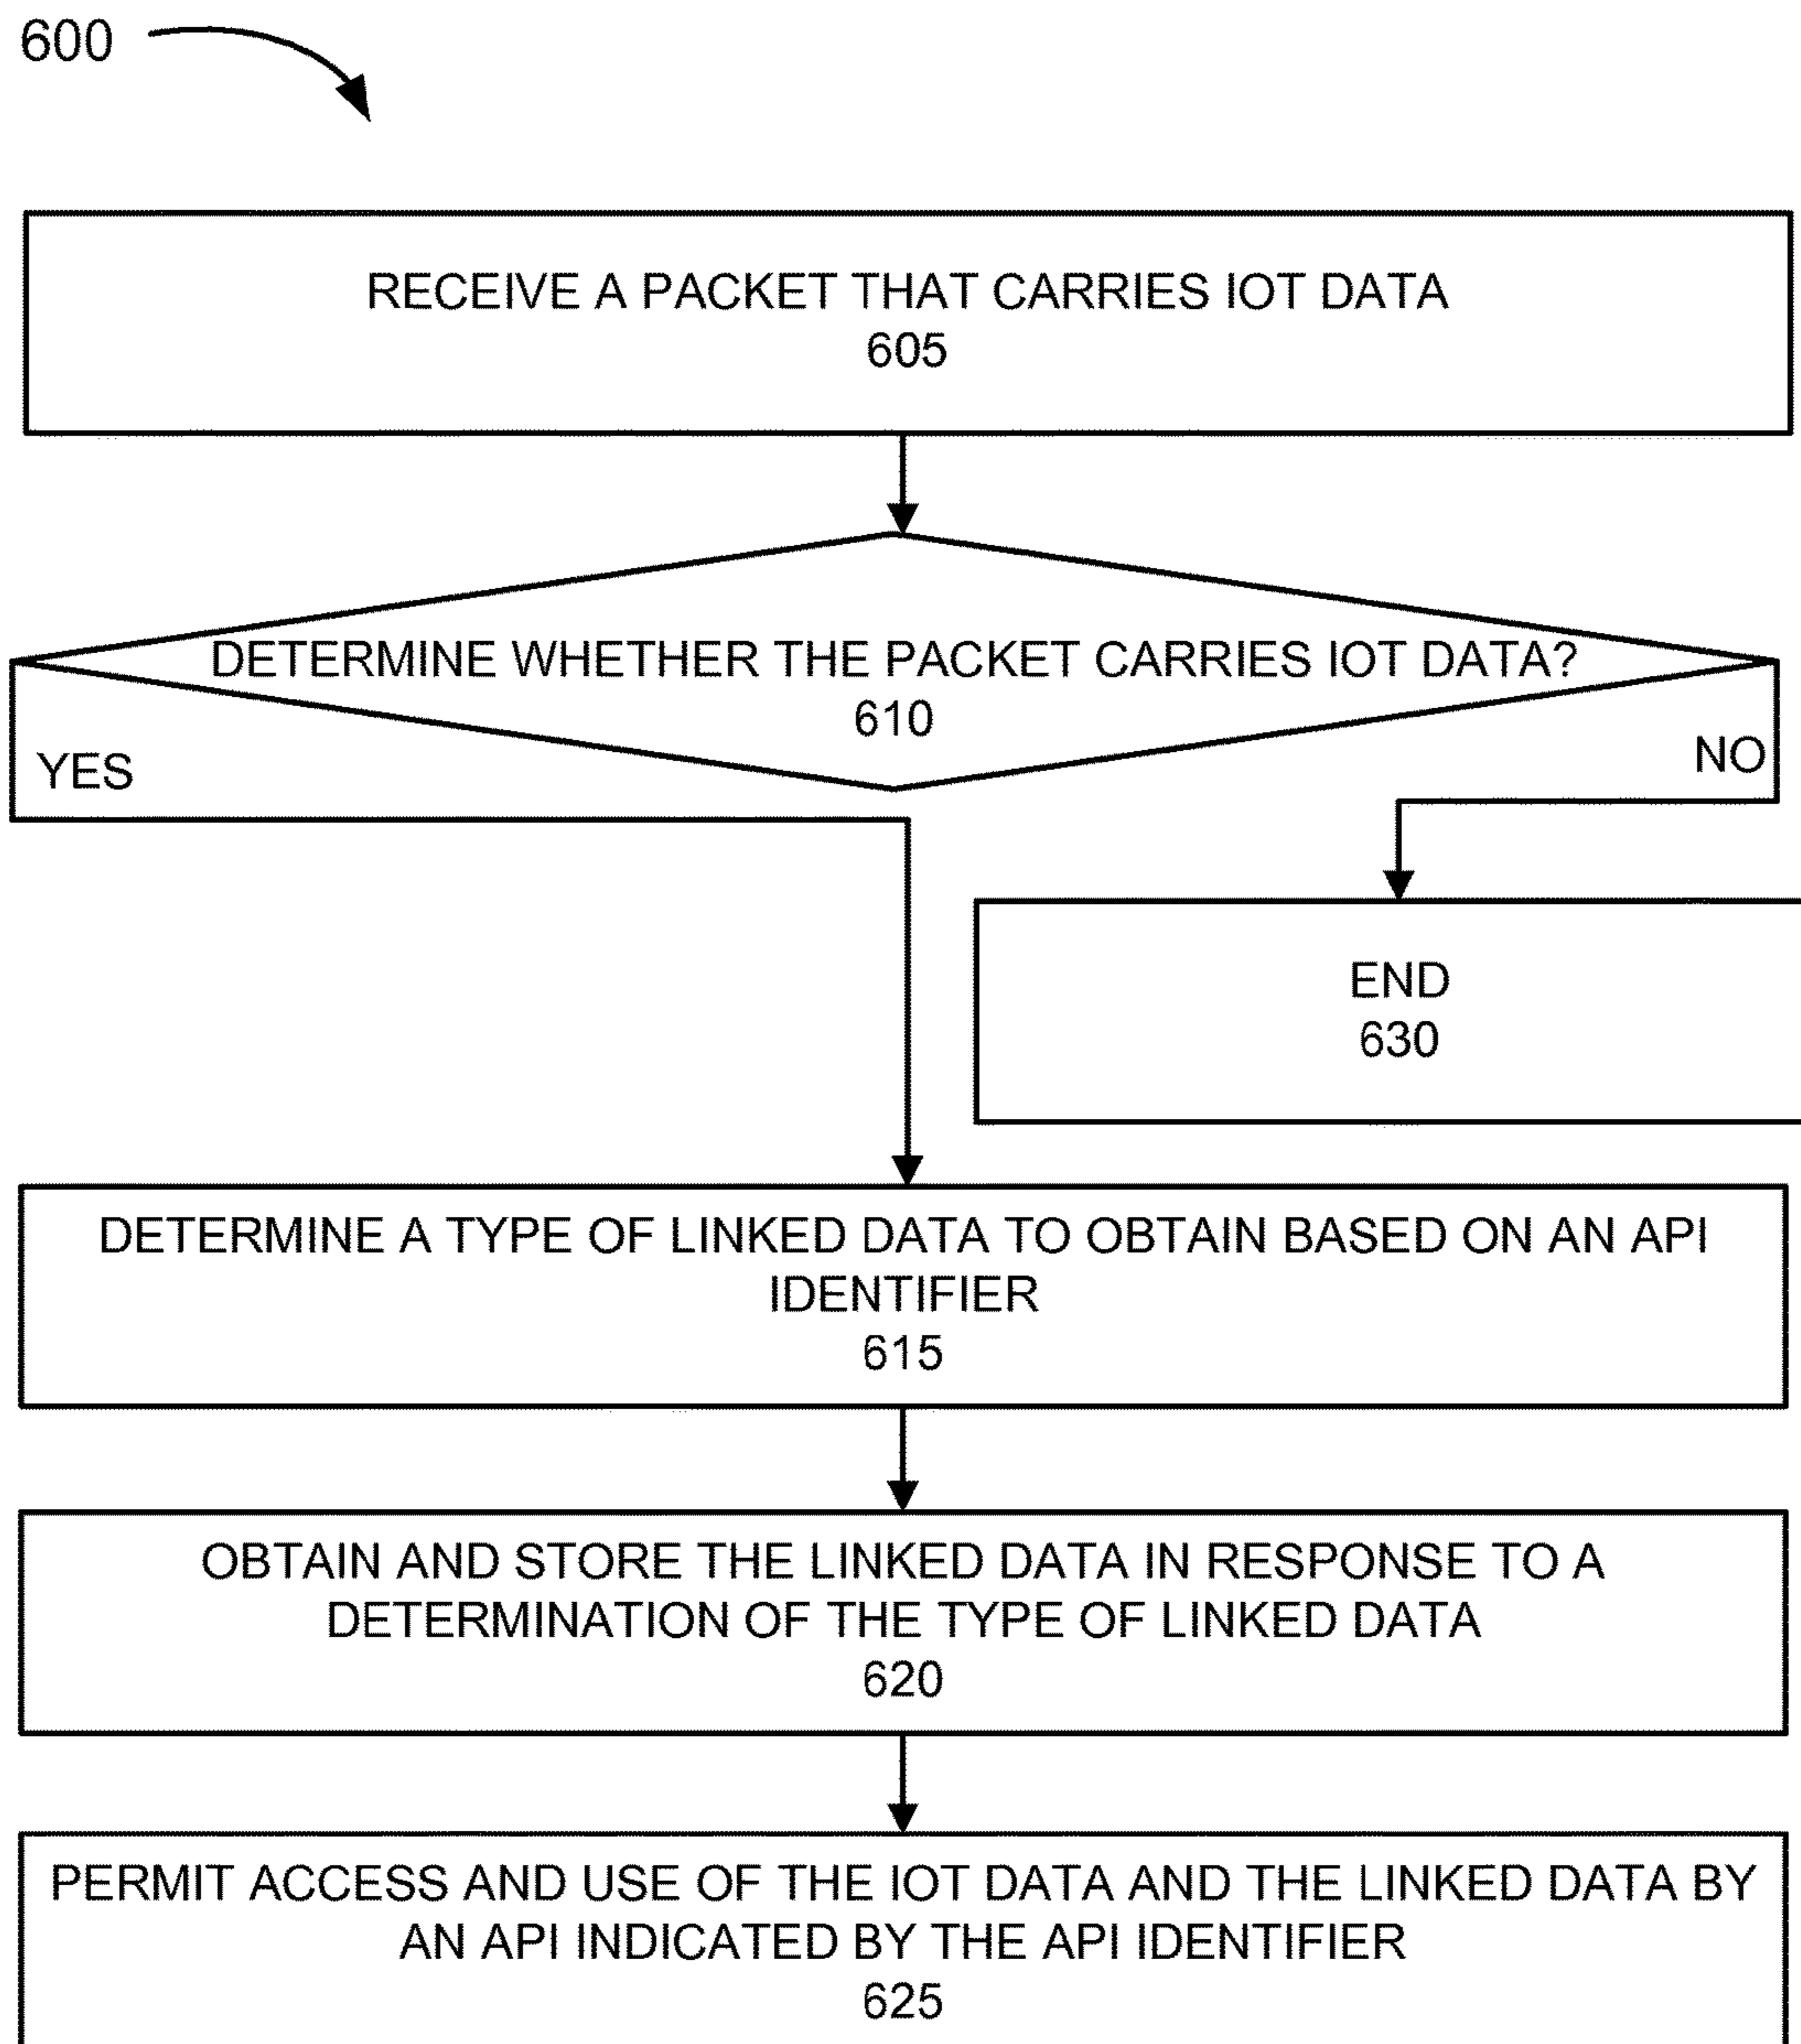 600
RECEIVE A PACKET THAT CARRIES IOT DATA
605
DETERMINE WHETHER THE PACKET CARRIES IOT DATA?
610
YES
NO
END
630
DETERMINE A TYPE OF LINKED DATA TO OBTAIN BASED ON AN API
IDENTIFIER
615
OBTAIN AND STORE THE LINKED DATA IN RESPONSE TO A
DETERMINATION OF THE TYPE OF LINKED DATA
620
PERMIT ACCESS AND USE OF THE IOT DATA AND THE LINKED DATA BY
AN API INDICATED BY THE API IDENTIFIER
625